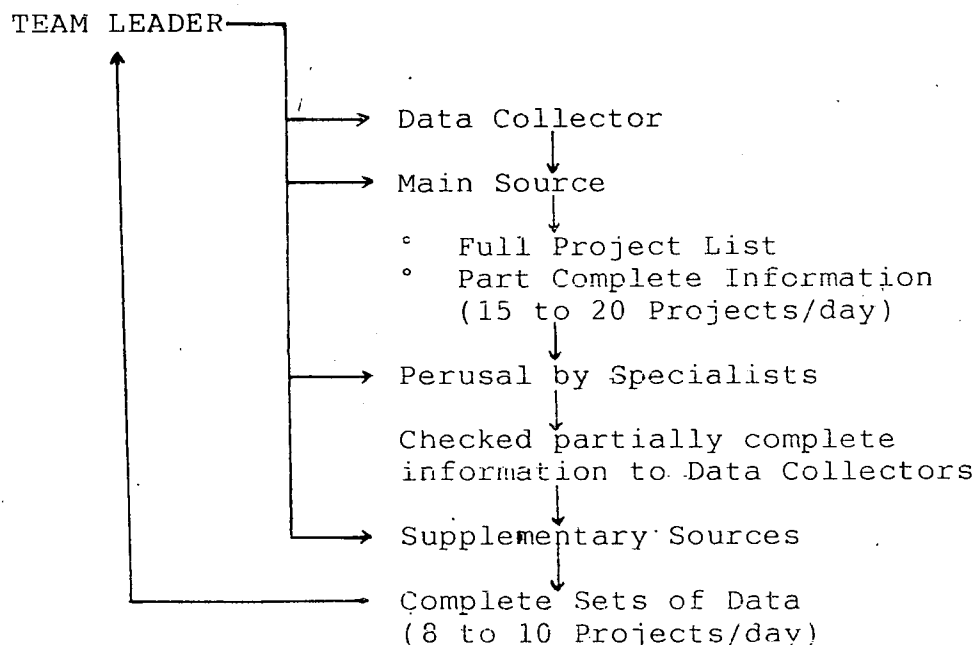 TEAM LEADER
Data Collector
Main Source
° Full Project List
° Part Complete Information
(15 to 20 Projects/day)
Perusal by Specialists
Checked partially complete
information to Data Collectors
Supplementary Sources
Complete Sets of Data
(8 to 10 Projects/day)